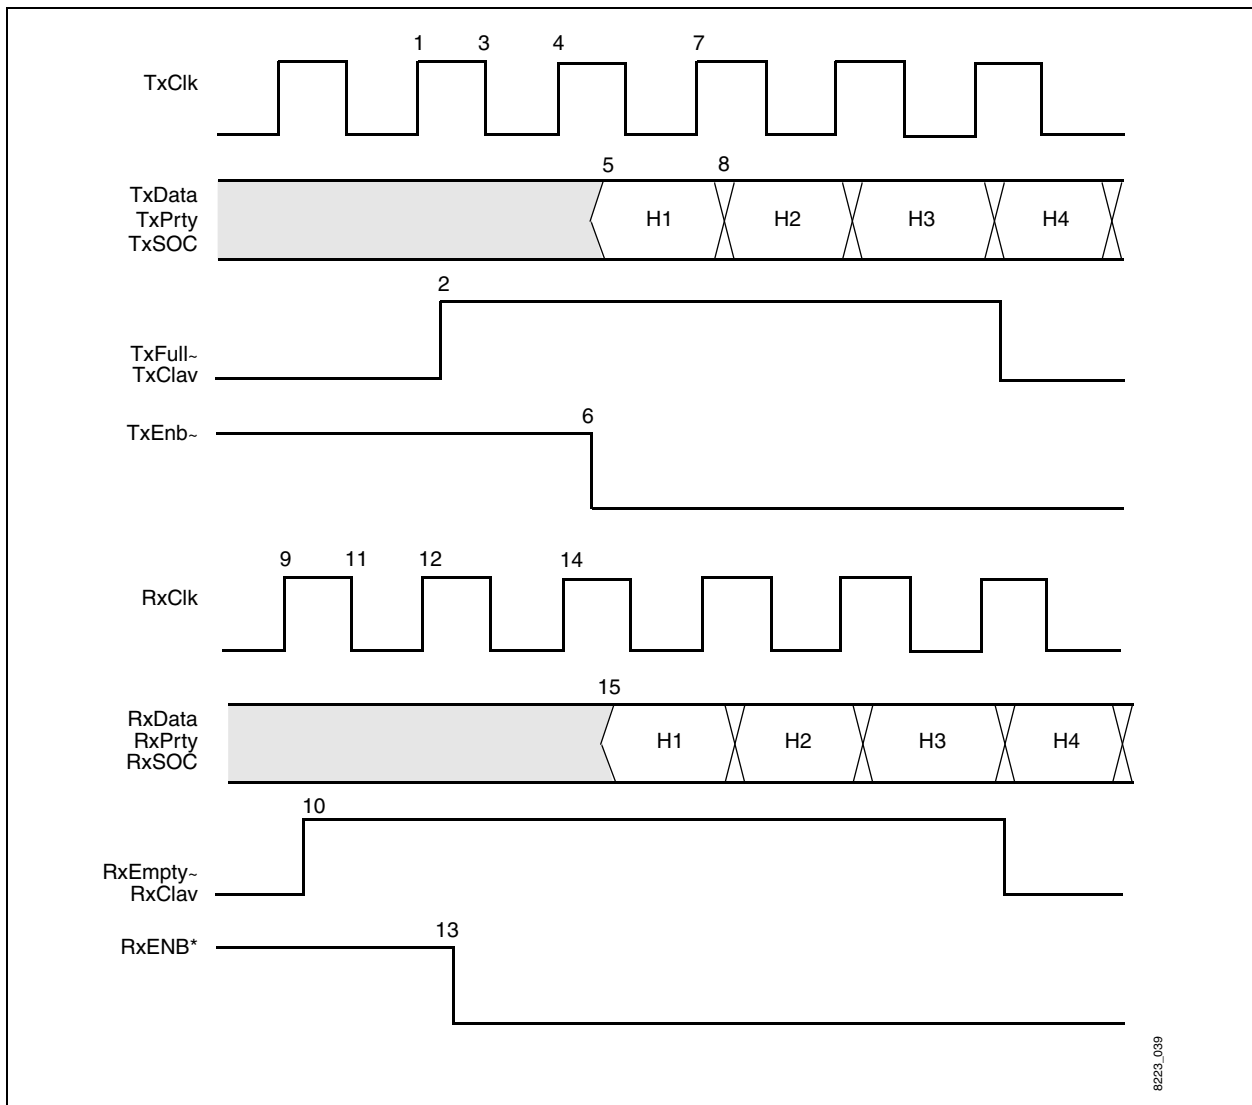 1 3 4 7
TxClk
5 8
TxData
TxPrty
TxSOC
H1 H2 H3 H4
2
TxFull~
TxClav
6
TxEnb~
9 11 12 14
RxClk
15
RxData
RxPrty
RxSOC
H1 H2 H3 H4
10
RxEmpty~
RxClav
13
RxENB*
8223_039